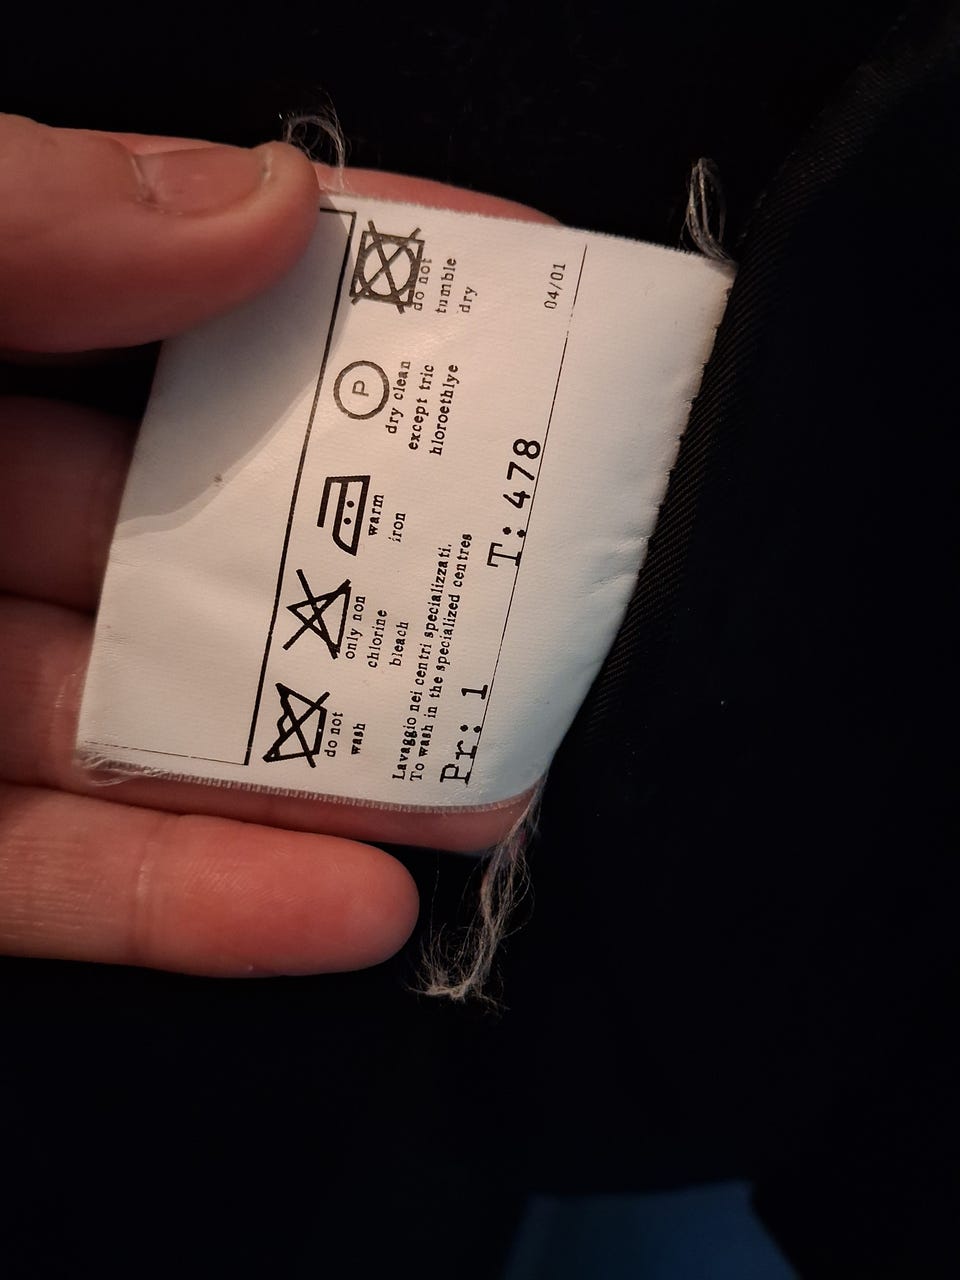 do not
wash
only non
chlorine
bleach
warm
iron
P
dry clean
except tric
hloroethlye
do not
tumble
dry
Lavaggio nei centri specializzati.
To wash in the specialized centres
Pr: 1 T: 478
04/01